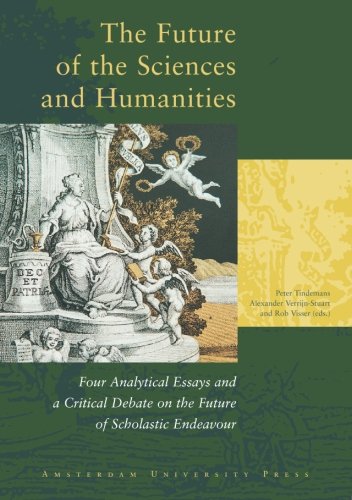 The Future
of the Sciences
and Humanities
DEO
ET
PATRIÆ
Peter Tindemans
Alexander Verrijn-Stuart
and Rob Visser (eds.)
Four Analytical Essays and
a Critical Debate on the Future
of Scholastic Endeavour
AMSTERDAM UNIVERSITY PRESS